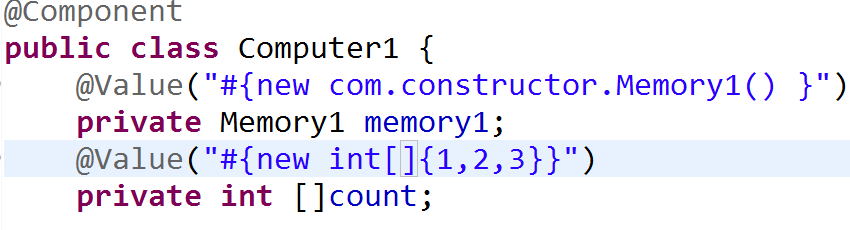 @Component
public class Computer1 {
@Value("#{new com.constructor.Memory1() }")
private Memory1 memory1;
@Value("#{new int[]{1,2,3}}")
private int []count;